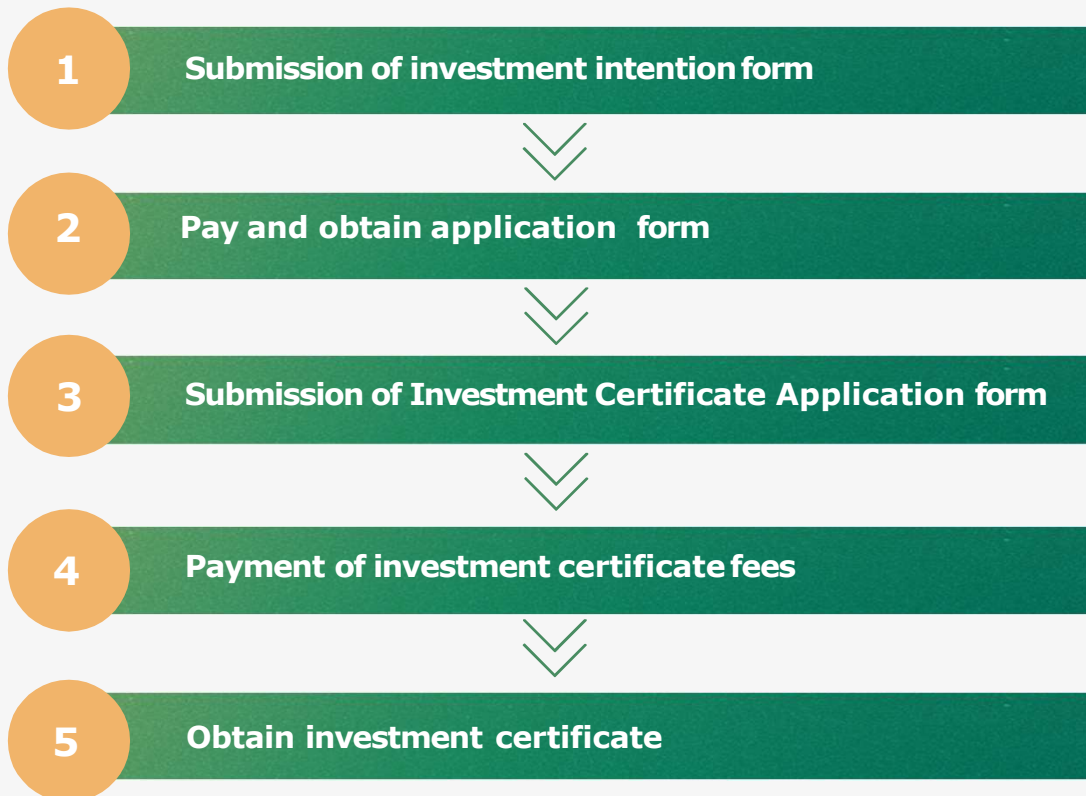 1
Submission of investment intention form
2
Pay and obtain application form
3
Submission of Investment Certificate Application form
4
Payment of investment certificate fees
5
Obtain investment certificate